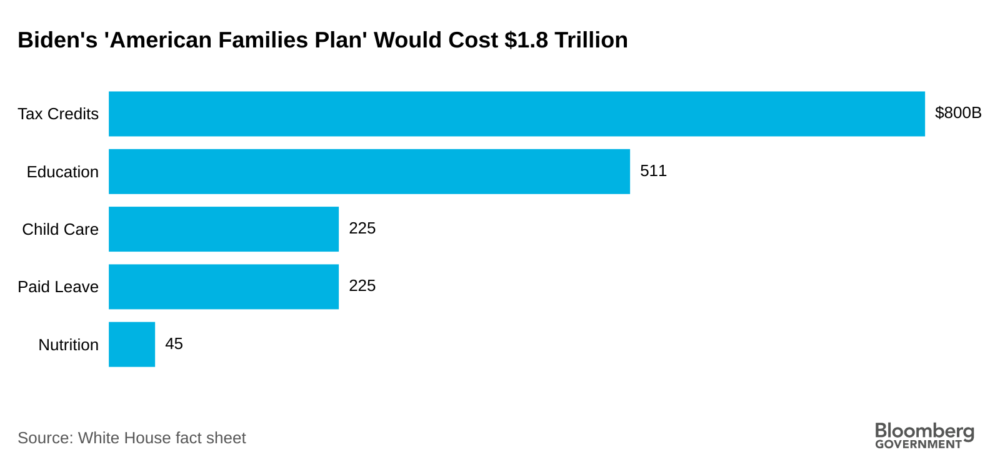 Biden's 'American Families Plan' Would Cost $1.8 Trillion
Tax Credits $800B
Education 511
Child Care 225
Paid Leave 225
Nutrition 45
Source: White House fact sheet
Bloomberg
GOVERNMENT